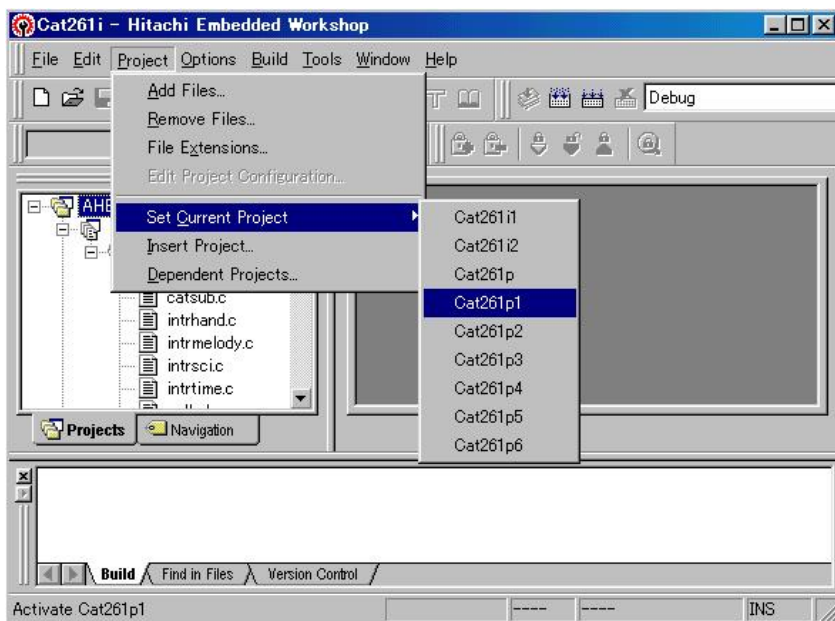 Cat261i - Hitachi Embedded Workshop
File Edit Project Options Build Tools Window Help
Debug
Add Files...
Remove Files...
File Extensions...
Edit Project Configuration...
Set Current Project
Insert Project...
Dependent Projects...
Cat261i1
Cat261i2
Cat261p
Cat261p1
Cat261p2
Cat261p3
Cat261p4
Cat261p5
Cat261p6
catsub.c
intrhand.c
intrmelody.c
intrsci.c
intrtime.c
Projects Navigation
Build Find in Files Version Control
Activate Cat261p1 ---- ---- INS